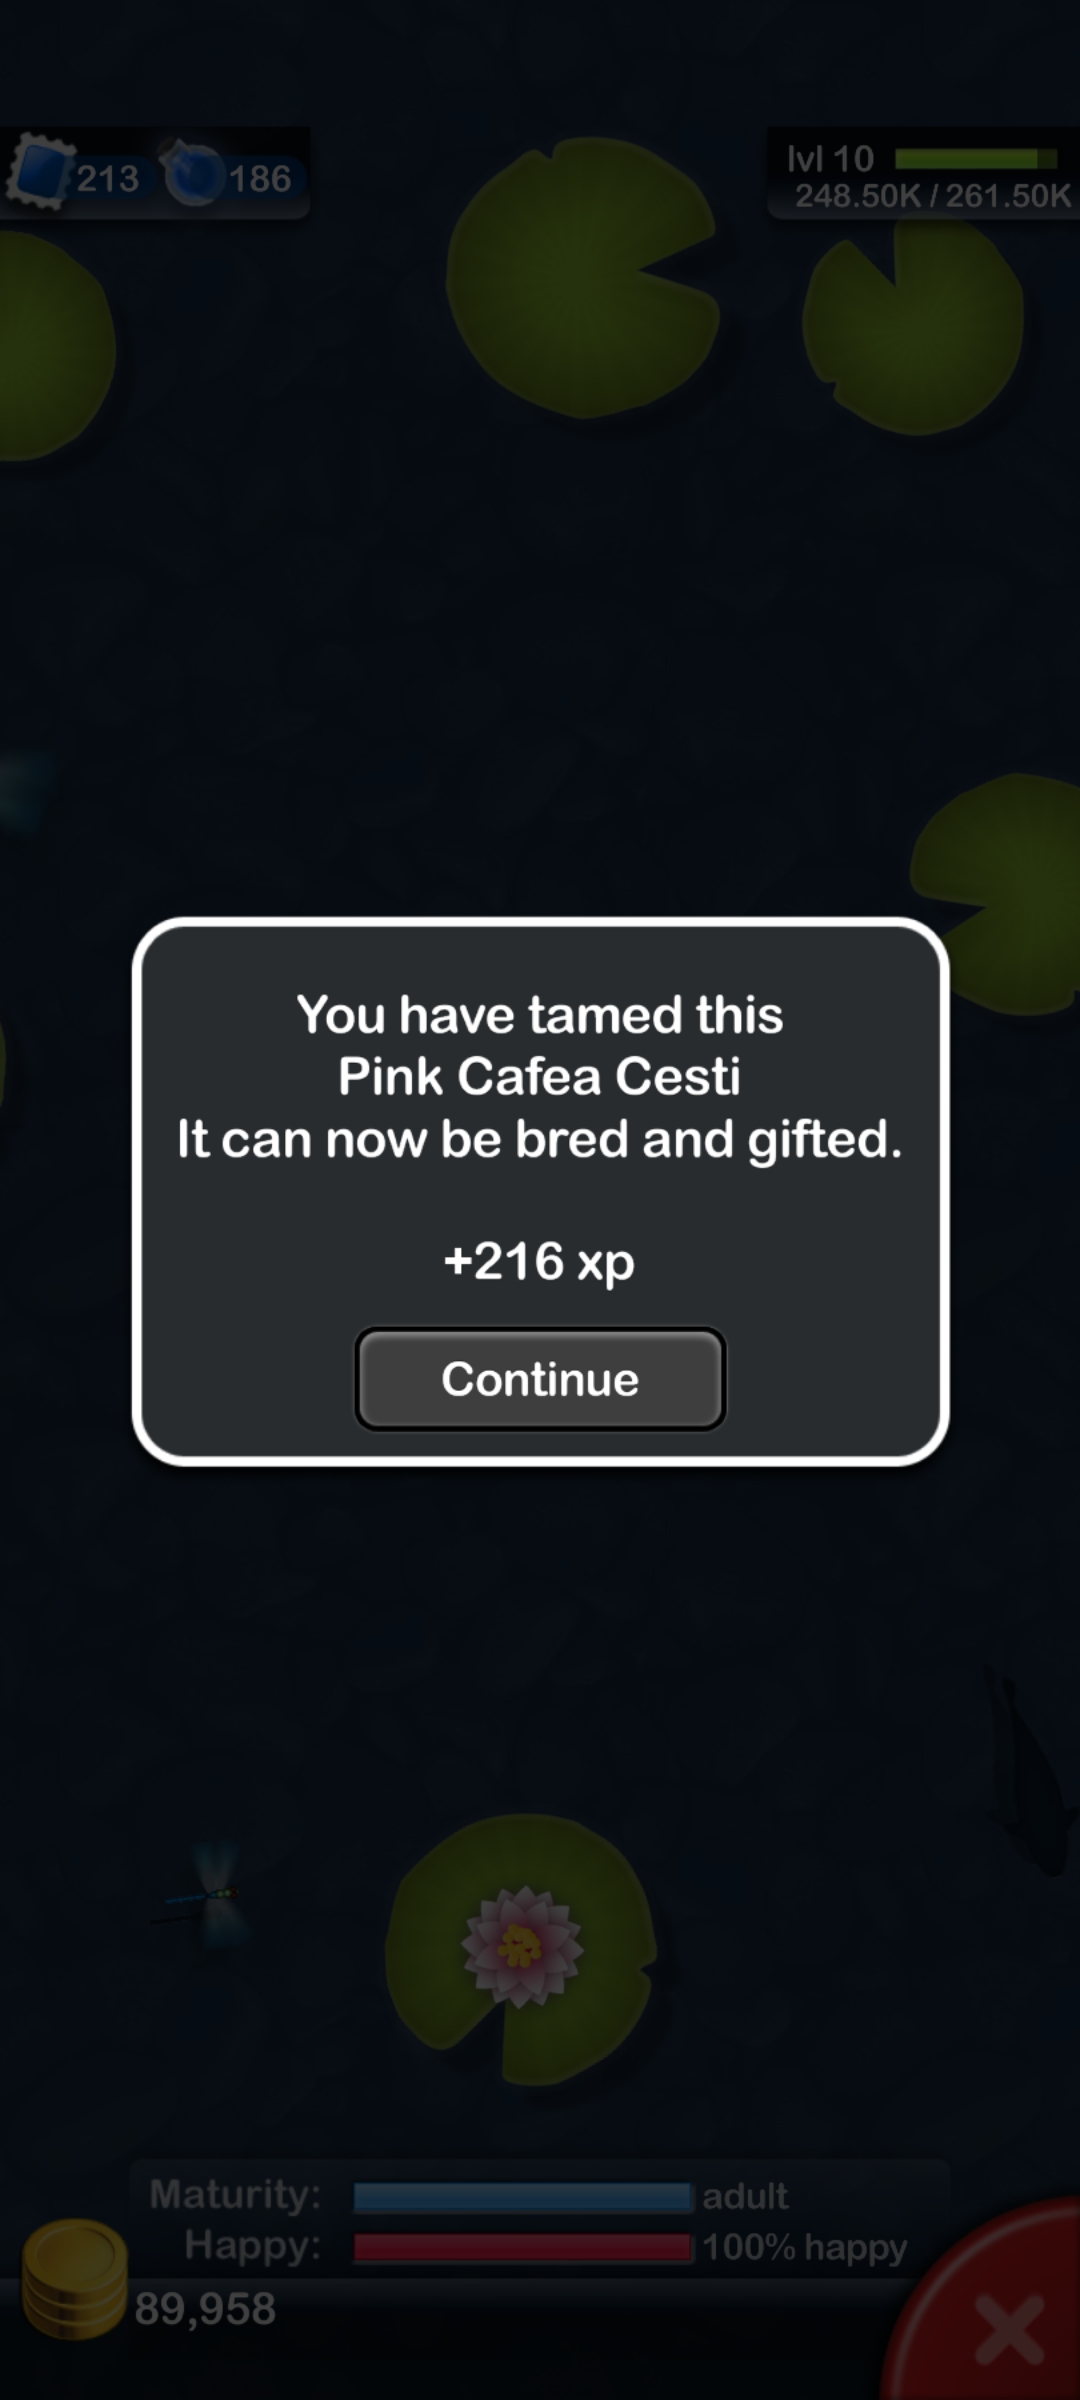 213 186
lvl 10
248.50K / 261.50K
You have tamed this
Pink Cafea Cesti
It can now be bred and gifted.
+216 xp
Continue
Maturity: adult
Happy: 100% happy
89,958